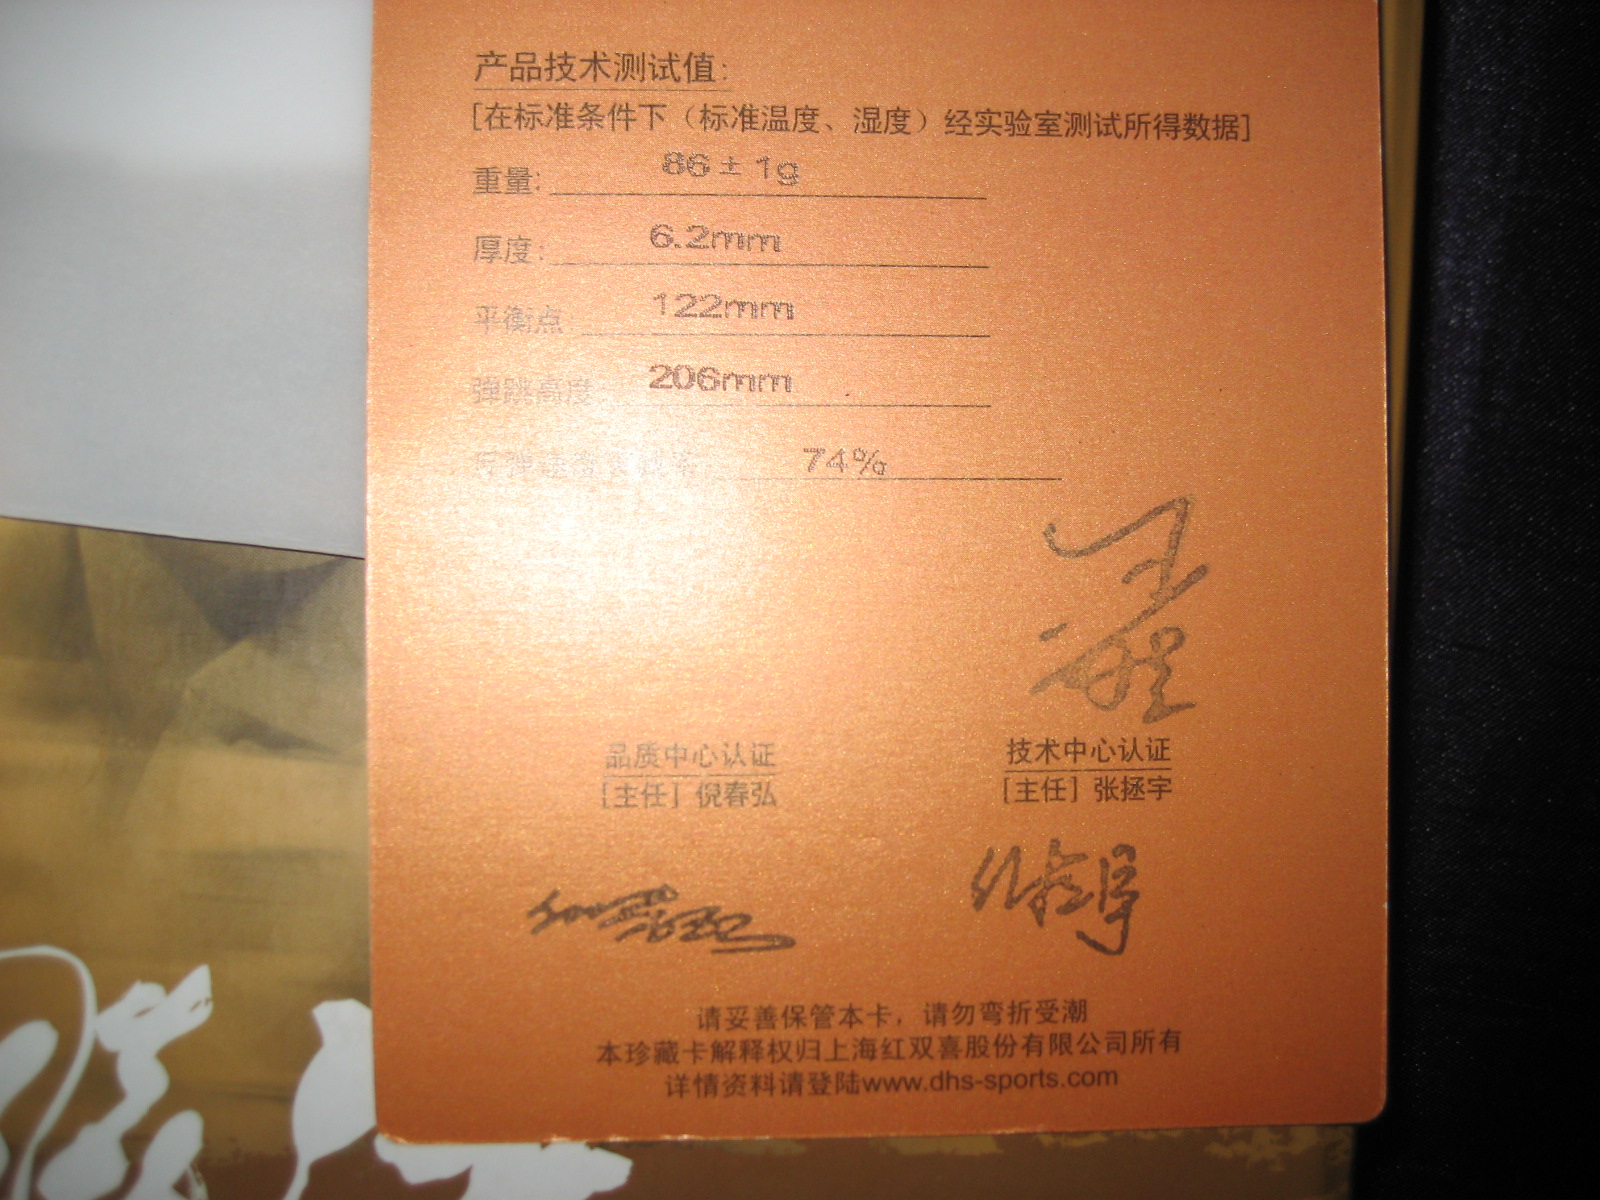 产品技术测试值:
[在标准条件下（标准温度、湿度）经实验室测试所得数据]
重量: 86±1g
厚度: 6.2mm
平衡点: 122mm
弹跳高度: 206mm
74%
品质中心认证
[主任] 倪春弘
技术中心认证
[主任] 张拯宇
请妥善保管本卡，请勿弯折受潮
本珍藏卡解释权归上海红双喜股份有限公司所有
详情资料请登陆www.dhs-sports.com